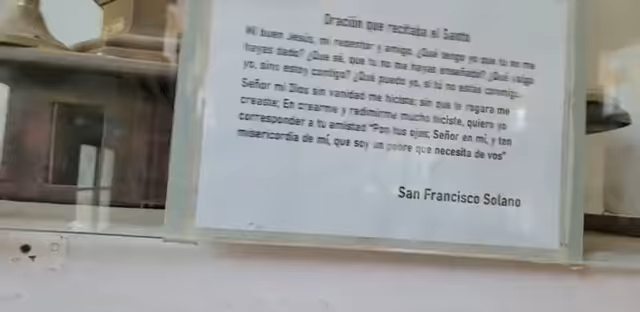 Oración que recitaba el Santo
Mi buen Jesús, mi redentor y amigo. ¿Qué tengo yo que tú no me
hayas dado? ¿Qué sé, que tú no me hayas enseñado? ¿Qué valgo
yo, sino estoy contigo? ¿Qué puedo yo, si tú no estás conmigo
Señor mi Dios sin vanidad me hiciste; sin que te rogara me
creaste; En crearme y redimirme mucho hiciste, quiero yo
corresponder a tu amistad "Pon tus ojos, Señor en mí, y ten
misericordia de mí, que soy un pobre que necesita de vos"
San Francisco Solano